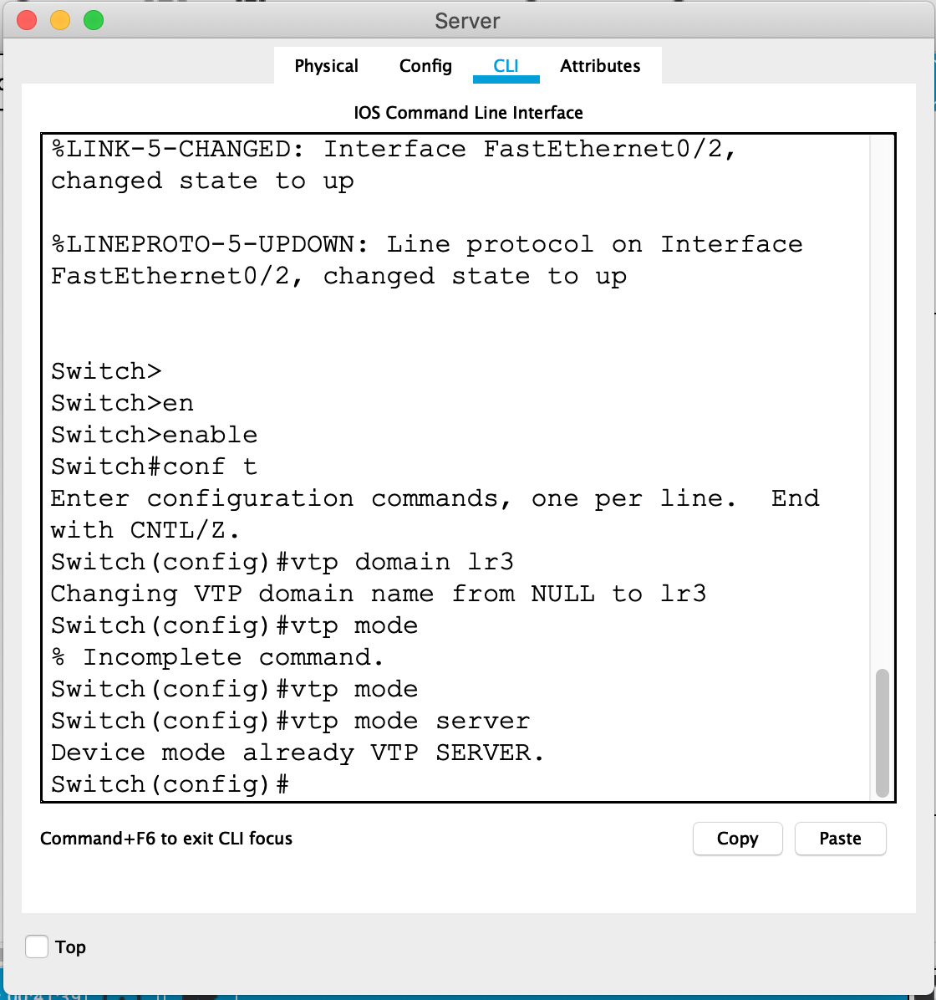 Server
Physical Config CLI Attributes
IOS Command Line Interface
%LINK-5-CHANGED: Interface FastEthernet0/2,
changed state to up
%LINEPROTO-5-UPDOWN: Line protocol on Interface
FastEthernet0/2, changed state to up
Switch>
Switch>en
Switch>enable
Switch#conf t
Enter configuration commands, one per line.  End
with CNTL/Z.
Switch(config)#vtp domain lr3
Changing VTP domain name from NULL to lr3
Switch(config)#vtp mode
% Incomplete command.
Switch(config)#vtp mode
Switch(config)#vtp mode server
Device mode already VTP SERVER.
Switch(config)#
Command+F6 to exit CLI focus
Copy Paste
Top